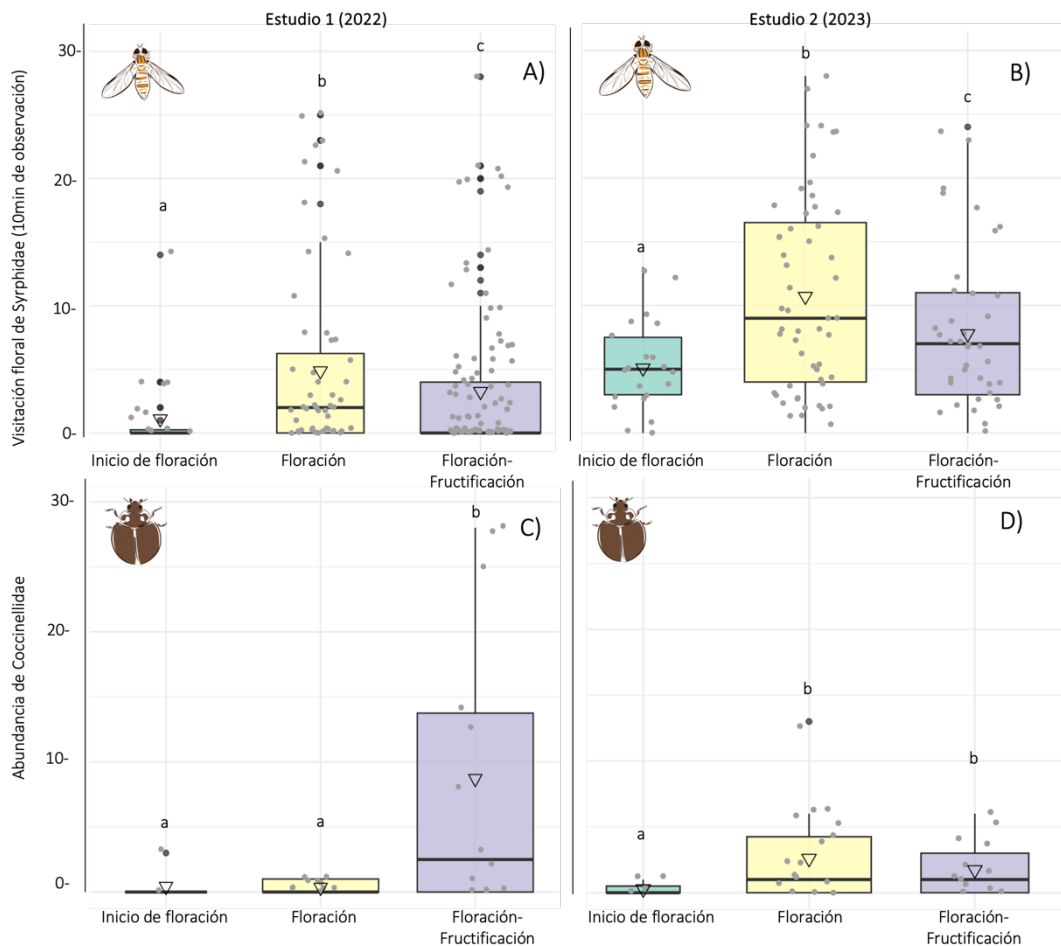 Estudio 1 (2022)
Estudio 2 (2023)
Visitación floral de Syrphidae (10min de observación)
30-
20-
10-
0-
A)
a
b
c
Inicio de floración
Floración
Floración-
Fructificación
B)
a
b
c
Inicio de floración
Floración
Floración-
Fructificación
Abundancia de Coccinellidae
30-
20-
10-
0-
C)
a
a
b
Inicio de floración
Floración
Floración-
Fructificación
D)
a
b
b
Inicio de floración
Floración
Floración-
Fructificación